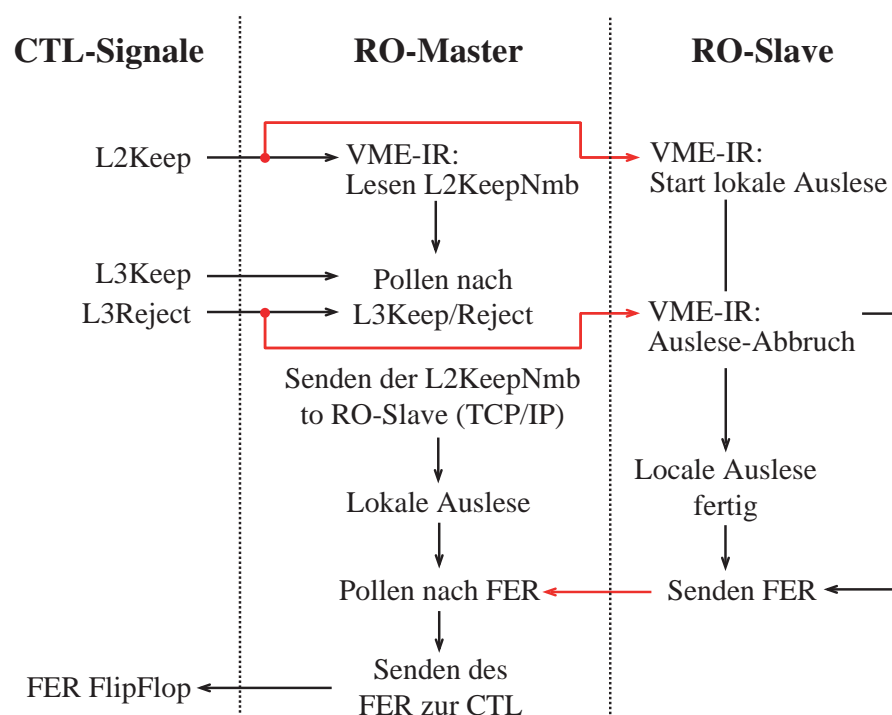 CTL-Signale
RO-Master
RO-Slave
L2Keep
VME-IR:
Lesen L2KeepNmb
VME-IR:
Start lokale Auslese
L3Keep
L3Reject
Pollen nach
L3Keep/Reject
VME-IR:
Auslese-Abbruch
Senden der L2KeepNmb
to RO-Slave (TCP/IP)
Lokale Auslese
Locale Auslese
fertig
Pollen nach FER
Senden FER
FER FlipFlop
Senden des
FER zur CTL